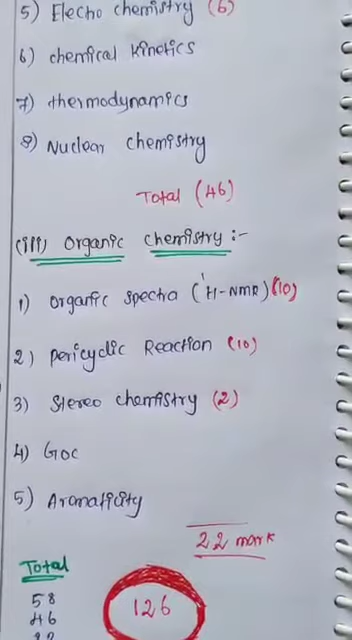 5) Electro chemistry (6)
6) chemical kinetics
7) thermodynamics
8) Nuclear chemistry
Total (46)
(iii) Organic chemistry :-
1) Organic spectra (¹H-NMR) (10)
2) pericyclic Reaction (10)
3) Stereo chemistry (2)
4) GOC
5) Aromaticity
22 mark
Total
58
46
22
126